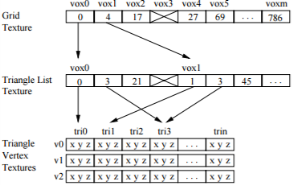 vox0 vox1 vox2 vox3 vox4 vox5 voxm
Grid Texture 0 4 17 27 69 ... 786
vox0 vox1
Triangle List Texture 0 3 21 1 3 45 ...
tri0 tri1 tri2 tri3 trin
Triangle Vertex Textures
v0 x y z x y z x y z x y z ... x y z
v1 x y z x y z x y z x y z ... x y z
v2 x y z x y z x y z x y z ... x y z